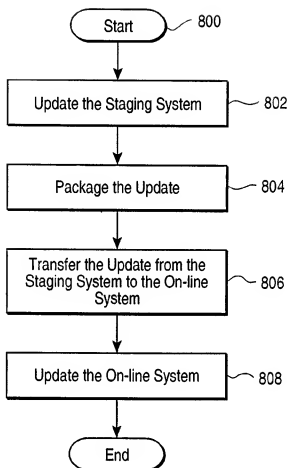 Start
800
Update the Staging System
802
Package the Update
804
Transfer the Update from the
Staging System to the On-line
System
806
Update the On-line System
808
End